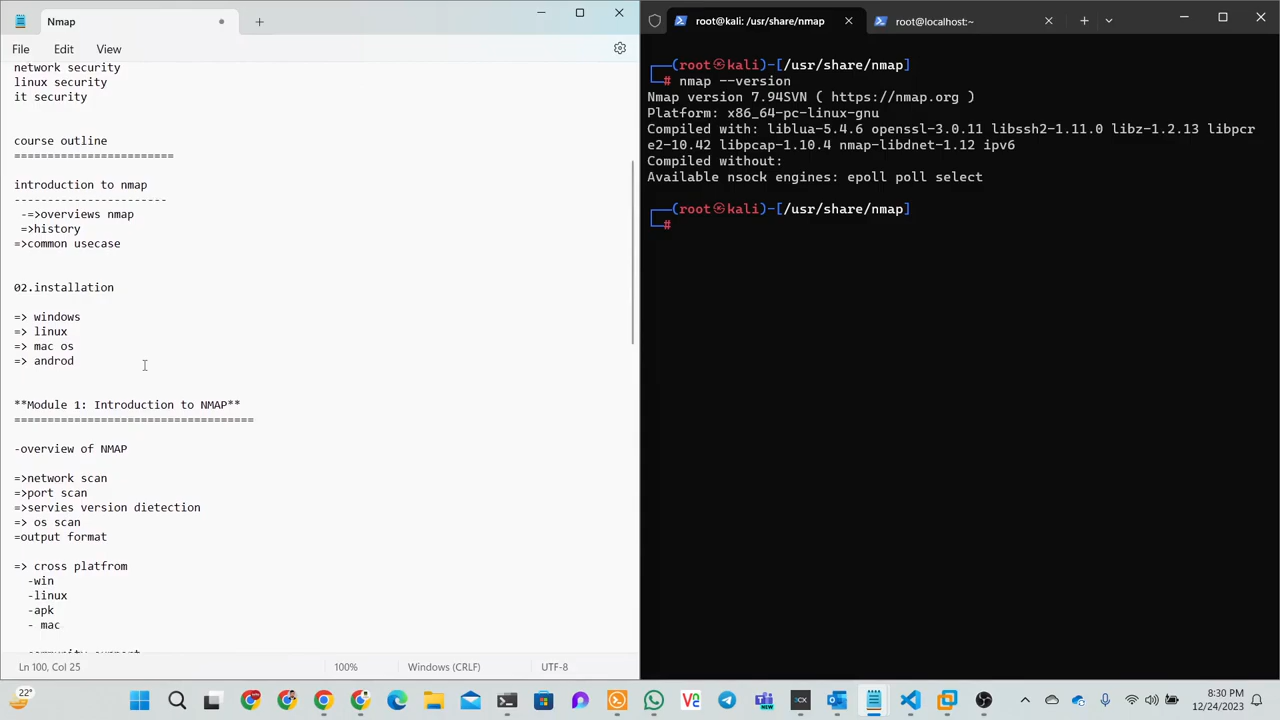 Nmap
File Edit View
network security
linux security
it security
course outline
========================
introduction to nmap
-----------------------
-=>overviews nmap
=>history
=>common usecase
02.installation
=> windows
=> linux
=> mac os
=> androd
**Module 1: Introduction to NMAP**
====================================
-overview of NMAP
=>network scan
=>port scan
=>servies version dietection
=> os scan
=output format
=> cross platfrom
-win
-linux
-apk
- mac
Ln 100, Col 25 100% Windows (CRLF) UTF-8
root@kali: /usr/share/nmap root@localhost:~
(root㉿kali)-[/usr/share/nmap]
# nmap --version
Nmap version 7.94SVN ( https://nmap.org )
Platform: x86_64-pc-linux-gnu
Compiled with: liblua-5.4.6 openssl-3.0.11 libssh2-1.11.0 libz-1.2.13 libpcr
e2-10.42 libpcap-1.10.4 nmap-libdnet-1.12 ipv6
Compiled without:
Available nsock engines: epoll poll select
(root㉿kali)-[/usr/share/nmap]
#
22°
8:30 PM
12/24/2023